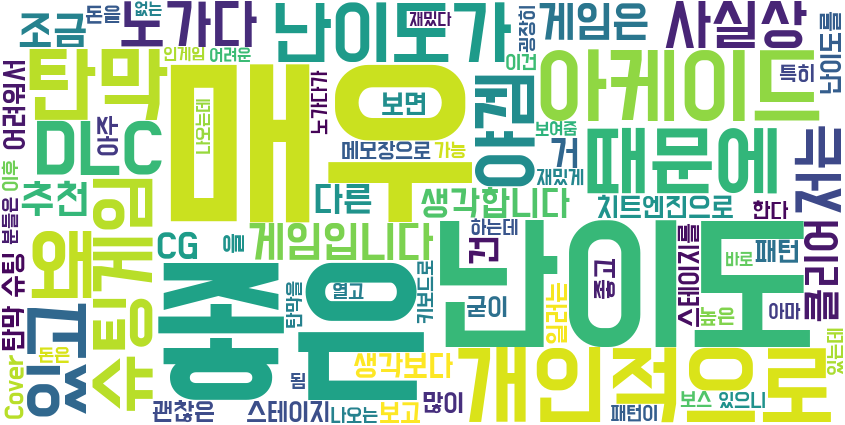 조금
돈을
없는
노가다
난이도가
재밌다
굉장히
게임은
사실상
난이도를
인게임
어려운
이건
특히
어려워서
탄막
매우
나오는데
노가다가
보면
야겜
아케이드
DLC
아주
보여줌
메모장으로
가능
거
재밌게
때문에
분들은
이후
추천
다른
생각합니다
치트엔진으로
한다
슈팅
왜
슈팅게임
CG
을
게임입니다
하는데
건
난이도
스테이지를
바로
패턴
클리어
좋은
탄막을
열고
키보드로
굳이
쫄고
높은
아마
탄막
있고
돈은
일러는
있는데
Cover
생각보다
개인적으로
됨
괜찮은
스테이지
나오는
보고
많이
패턴이
보스
있으니